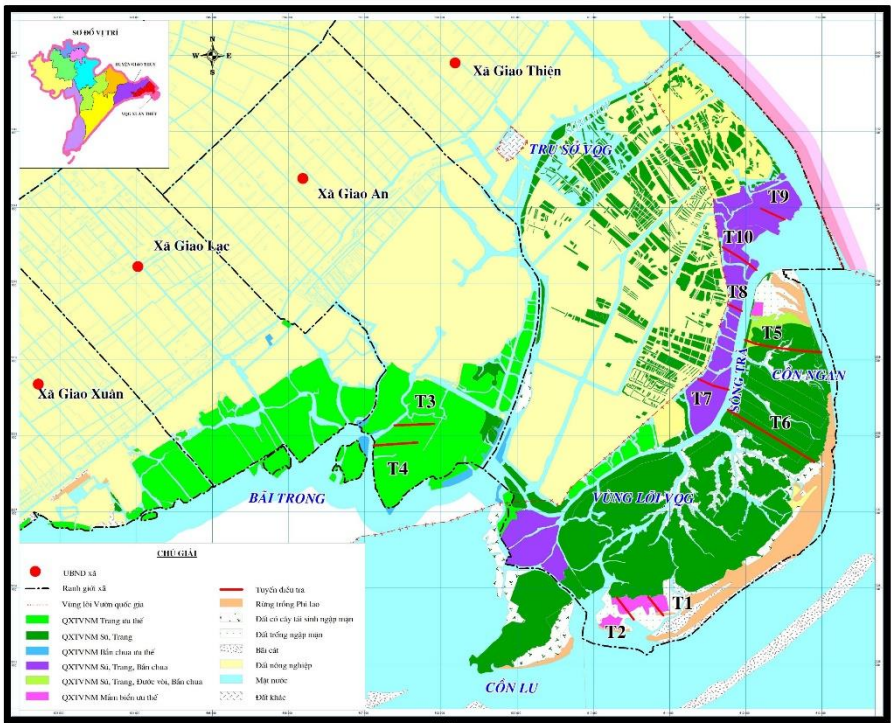 SƠ ĐỒ VỊ TRÍ
HUYỆN GIAO THỦY
VQG XUÂN THỦY
N
W E
S
Xã Giao Thiện
TRỤ SỞ VQG
Xã Giao An
T9
T10
Xã Giao Lạc
T8
T5
CỒN NGẠN
SÔNG TRÀ
Xã Giao Xuân
T3
T7
T6
T4
BÃI TRONG
VÙNG LÕI VQG
T1
T2
CỒN LU
CHÚ GIẢI
UBND xã
Ranh giới xã
Vùng lõi Vườn quốc gia
QXTVNM Trang ưu thế
QXTVNM Sú, Trang
QXTVNM Bần chua ưu thế
QXTVNM Sú, Trang, Bần chua
QXTVNM Sú, Trang, Đước vòi, Bần chua
QXTVNM Mắm biển ưu thế
Tuyến điều tra
Rừng trồng Phi lao
Đất có cây tái sinh ngập mặn
Đất trống ngập mặn
Bãi cát
Đất nông nghiệp
Mặt nước
Đất khác